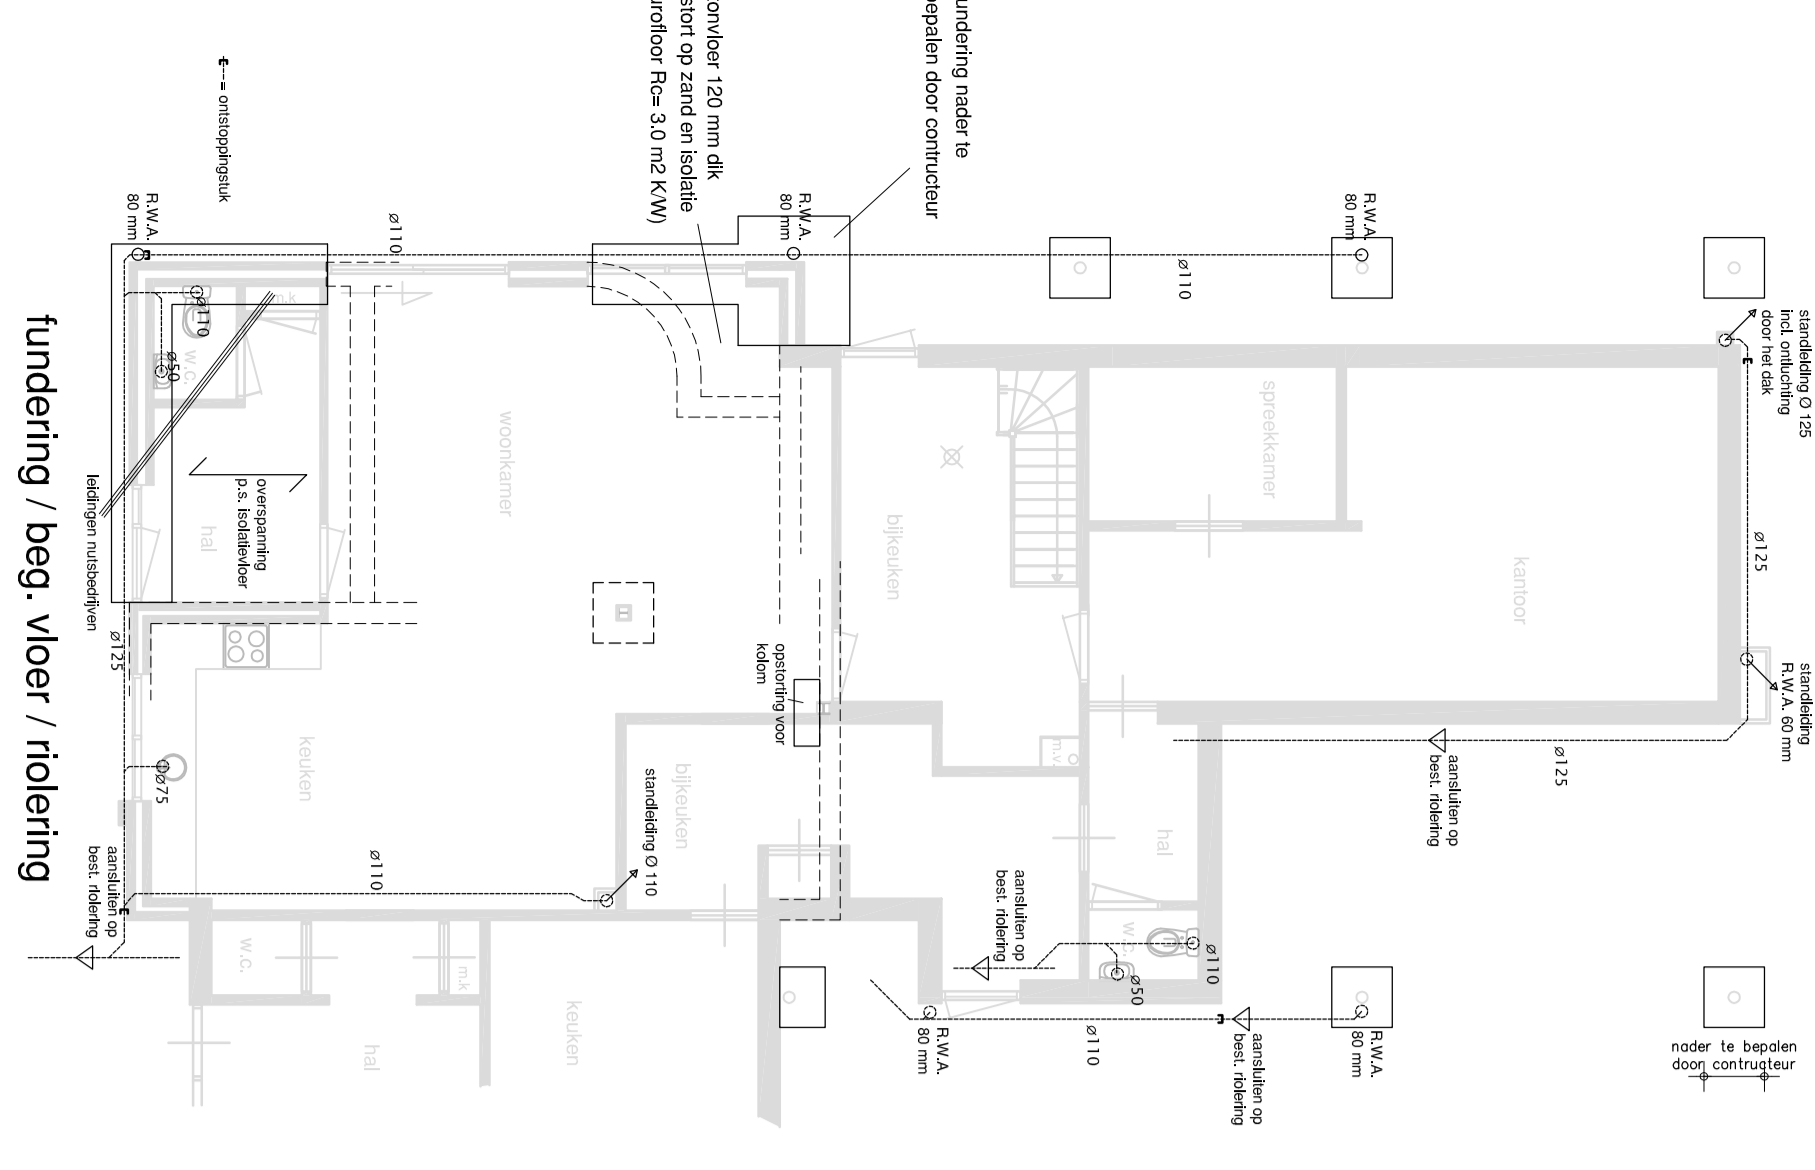 fundering / beg. vloer / riolering
= ontstoppingstuk
onvloer 120 mm dik
stort op zand en isolatie
urofloor Rc= 3.0 m2 K/W)
undering nader te
bepalen door contructeur
R.W.A.
80 mm
R.W.A.
80 mm
R.W.A.
80 mm
ø110
ø110
standleiding Ø 125
incl. ontluchting
door het dak
m.k
ø110
w.c.
ø50
overspanning
p.s. isolatievloer
hal
leidingen nutsbedrijven
ø125
woonkamer
bijkeuken
spreekkamer
kantoor
ø125
opstorting voor
kolom
standleiding
R.W.A. 60 mm
keuken
ø75
bijkeuken
standleiding Ø 110
m.v.
hal
aansluiten op
best. riolering
ø125
ø110
aansluiten op
best. riolering
aansluiten op
best. riolering
w.c.
ø110
ø50
w.c.
m.k
hal
keuken
R.W.A.
80 mm
ø110
aansluiten op
best. riolering
R.W.A.
80 mm
nader te bepalen
door contructeur